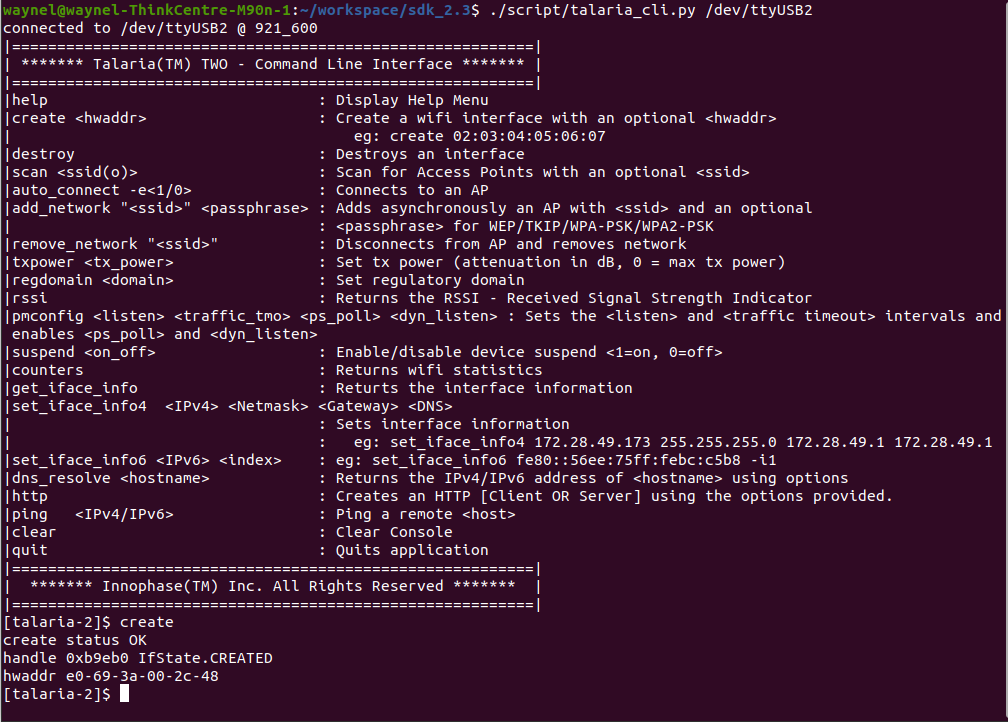 waynel@waynel-ThinkCentre-M90n-1:~/workspace/sdk_2.3$ ./script/talaria_cli.py /dev/ttyUSB2
connected to /dev/ttyUSB2 @ 921_600
|==========================================================|
| ******* Talaria(TM) TWO - Command Line Interface ******* |
|==========================================================|
|help                              : Display Help Menu
|create <hwaddr>                   : Create a wifi interface with an optional <hwaddr>
|                                      eg: create 02:03:04:05:06:07
|destroy                           : Destroys an interface
|scan <ssid(o)>                    : Scan for Access Points with an optional <ssid>
|auto_connect -e<1/0>              : Connects to an AP
|add_network "<ssid>" <passphrase> : Adds asynchronously an AP with <ssid> and an optional
|                                  : <passphrase> for WEP/TKIP/WPA-PSK/WPA2-PSK
|remove_network "<ssid>"           : Disconnects from AP and removes network
|txpower <tx_power>                : Set tx power (attenuation in dB, 0 = max tx power)
|regdomain <domain>                : Set regulatory domain
|rssi                              : Returns the RSSI - Received Signal Strength Indicator
|pmconfig <listen> <traffic_tmo> <ps_poll> <dyn_listen> : Sets the <listen> and <traffic timeout> intervals and
 enables <ps_poll> and <dyn_listen>
|suspend <on_off>                  : Enable/disable device suspend <1=on, 0=off>
|counters                          : Returns wifi statistics
|get_iface_info                    : Returts the interface information
|set_iface_info4  <IPv4> <Netmask> <Gateway> <DNS>
|                                  : Sets interface information
|                                  :   eg: set_iface_info4 172.28.49.173 255.255.255.0 172.28.49.1 172.28.49.1
|set_iface_info6 <IPv6> <index>    : eg: set_iface_info6 fe80::56ee:75ff:febc:c5b8 -i1
|dns_resolve <hostname>            : Returns the IPv4/IPv6 address of <hostname> using options
|http                              : Creates an HTTP [Client OR Server] using the options provided.
|ping   <IPv4/IPv6>                : Ping a remote <host>
|clear                             : Clear Console
|quit                              : Quits application
|==========================================================|
|  ******* Innophase(TM) Inc. All Rights Reserved *******  |
|==========================================================|
[talaria-2]$ create
create status OK
handle 0xb9eb0 IfState.CREATED
hwaddr e0-69-3a-00-2c-48
[talaria-2]$